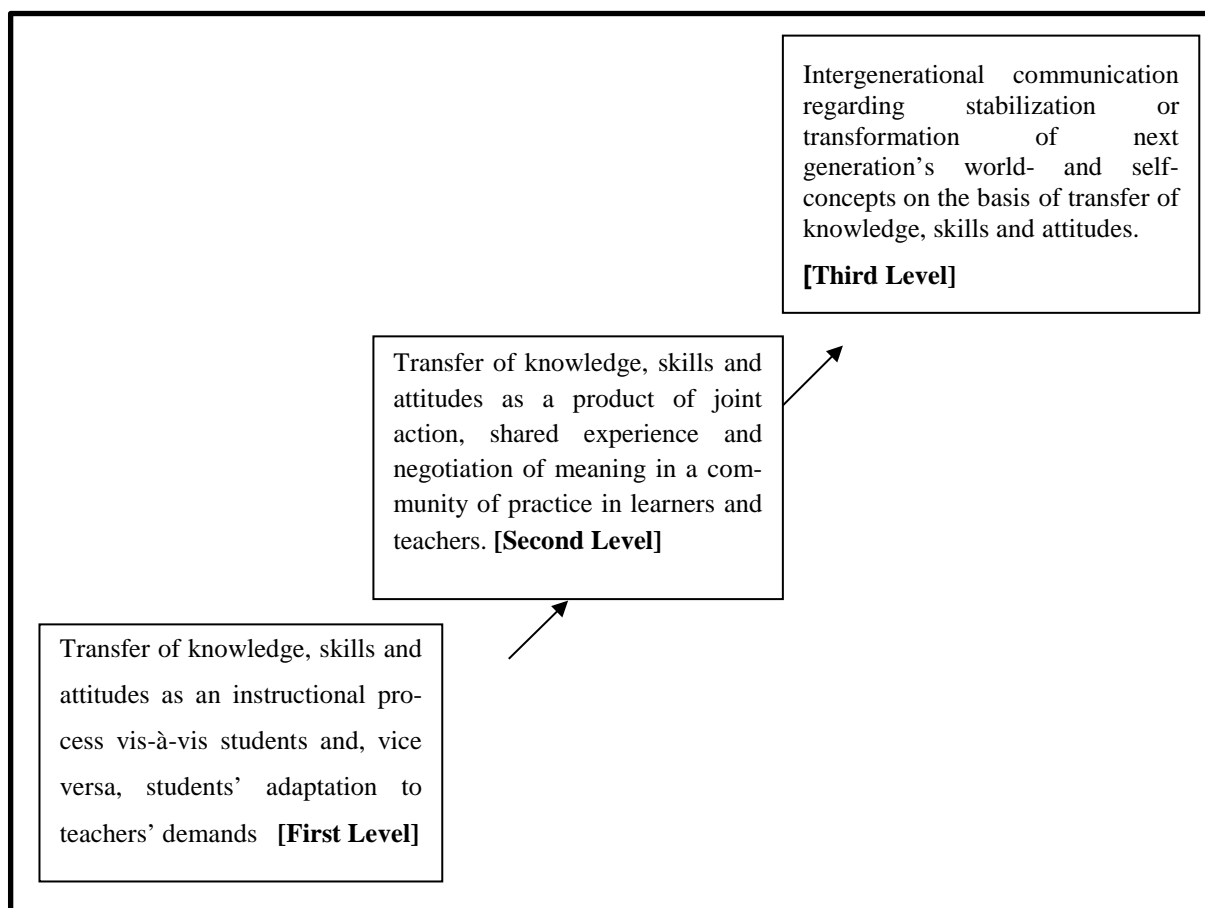 Intergenerational communication
regarding stabilization or
transformation of next
generation’s world- and self-
concepts on the basis of transfer of
knowledge, skills and attitudes.
[Third Level]
Transfer of knowledge, skills and
attitudes as a product of joint
action, shared experience and
negotiation of meaning in a com-
munity of practice in learners and
teachers. [Second Level]
Transfer of knowledge, skills and
attitudes as an instructional pro-
cess vis-à-vis students and, vice
versa, students’ adaptation to
teachers’ demands [First Level]